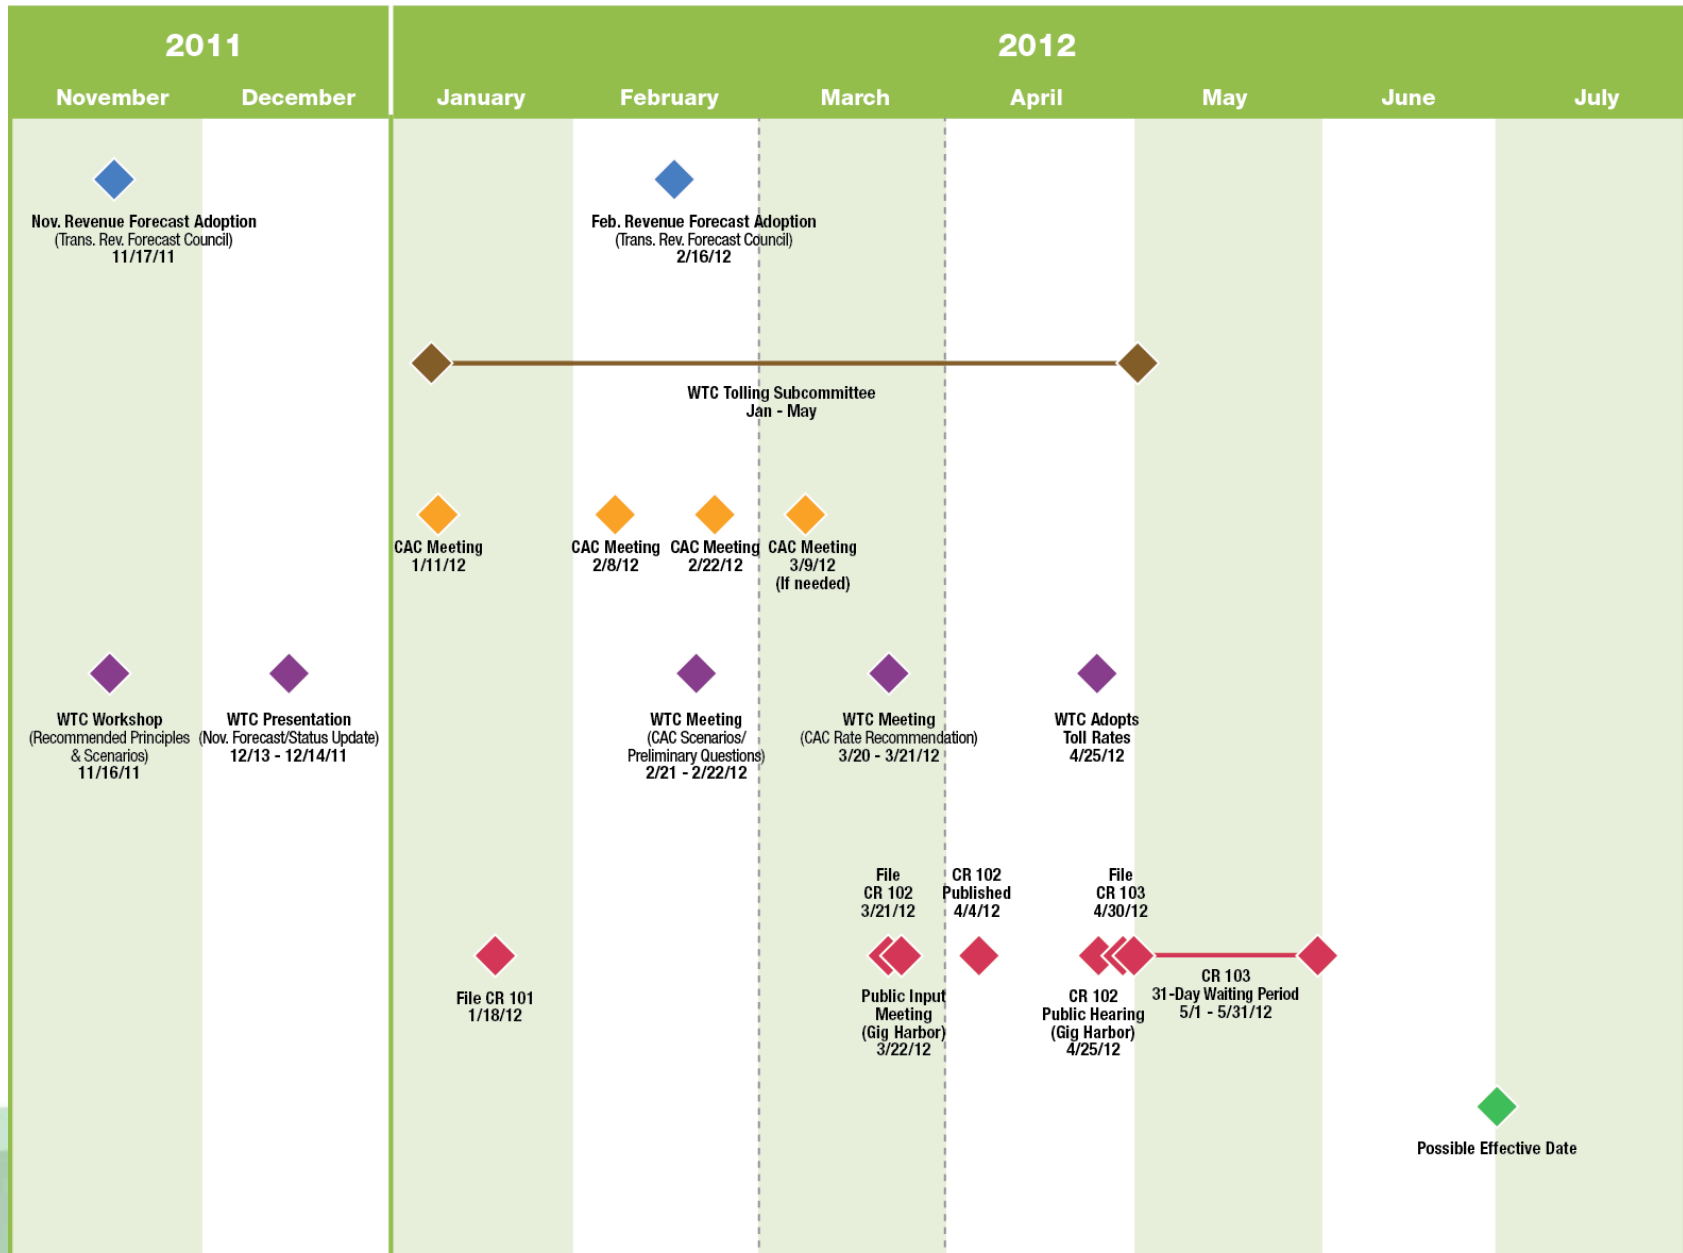 2011
2012
November
December
January
February
March
April
May
June
July
Nov. Revenue Forecast Adoption
(Trans. Rev. Forecast Council)
11/17/11
Feb. Revenue Forecast Adoption
(Trans. Rev. Forecast Council)
2/16/12
WTC Tolling Subcommittee
Jan - May
CAC Meeting
1/11/12
CAC Meeting
2/8/12
CAC Meeting
2/22/12
CAC Meeting
3/9/12
(If needed)
WTC Workshop
(Recommended Principles
& Scenarios)
11/16/11
WTC Presentation
(Nov. Forecast/Status Update)
12/13 - 12/14/11
WTC Meeting
(CAC Scenarios/
Preliminary Questions)
2/21 - 2/22/12
WTC Meeting
(CAC Rate Recommendation)
3/20 - 3/21/12
WTC Adopts
Toll Rates
4/25/12
File
CR 102
3/21/12
CR 102
Published
4/4/12
File
CR 103
4/30/12
File CR 101
1/18/12
Public Input
Meeting
(Gig Harbor)
3/22/12
CR 102
Public Hearing
(Gig Harbor)
4/25/12
CR 103
31-Day Waiting Period
5/1 - 5/31/12
Possible Effective Date